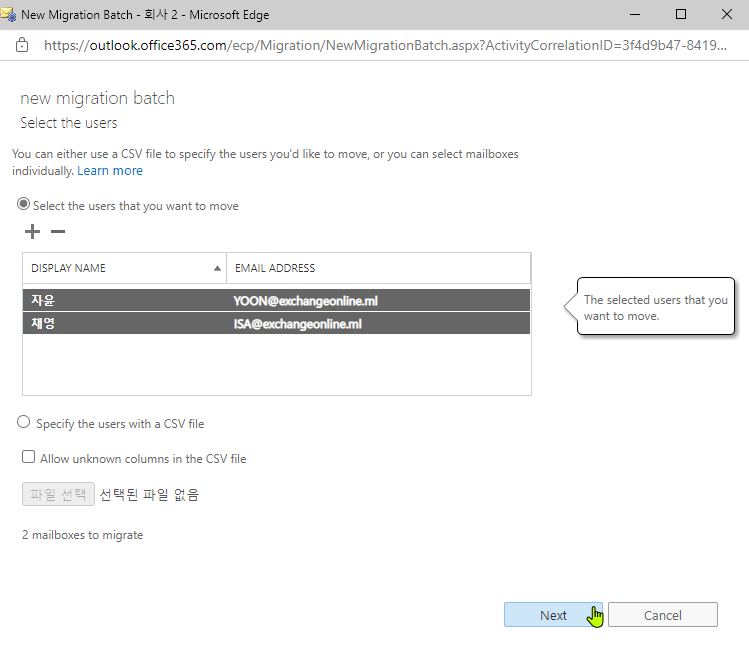 New Migration Batch - 회사 2 - Microsoft Edge
https://outlook.office365.com/ecp/Migration/NewMigrationBatch.aspx?ActivityCorrelationID=3f4d9b47-8419...
new migration batch
Select the users
You can either use a CSV file to specify the users you'd like to move, or you can select mailboxes
individually. Learn more
Select the users that you want to move
DISPLAY NAME EMAIL ADDRESS
자윤 YOON@exchangeonline.ml
채영 ISA@exchangeonline.ml
The selected users that you
want to move.
Specify the users with a CSV file
Allow unknown columns in the CSV file
파일 선택 선택된 파일 없음
2 mailboxes to migrate
Next Cancel